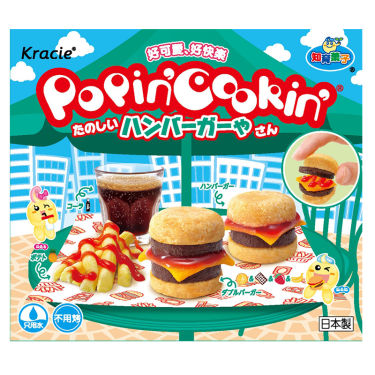 好可愛、好快樂
Kracie®
知育菓子®
Popin'Cookin'®
たのしい ハンバーガーや さん
コーラ
ハンバーガー
ポテト
ダブルバーガー
只用水
不用烤
日本製